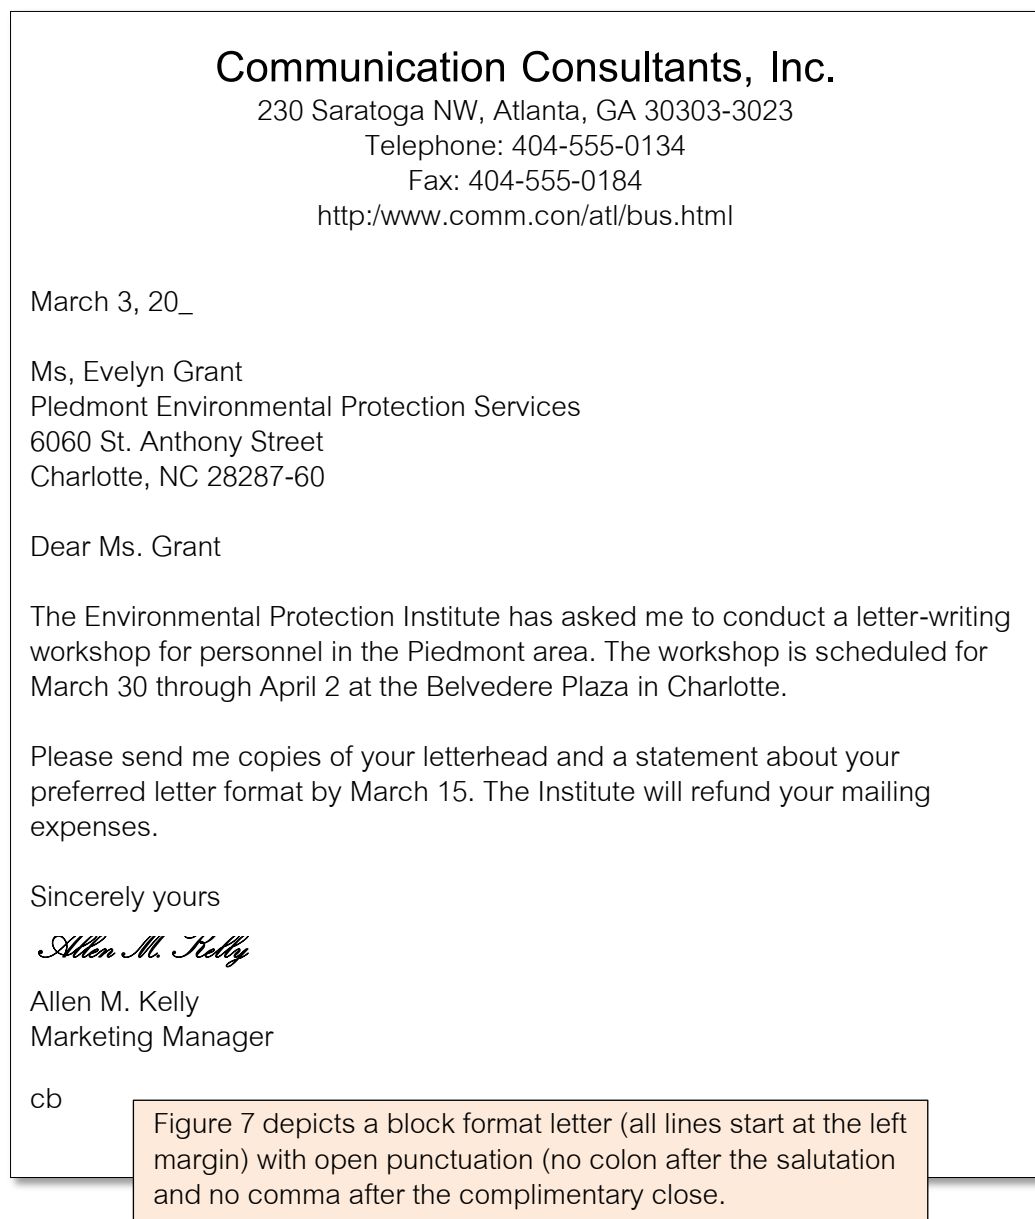 Communication Consultants, Inc.
230 Saratoga NW, Atlanta, GA 30303-3023
Telephone: 404-555-0134
Fax: 404-555-0184
http:/www.comm.con/atl/bus.html
March 3, 20_
Ms, Evelyn Grant
Pledmont Environmental Protection Services
6060 St. Anthony Street
Charlotte, NC 28287-60
Dear Ms. Grant
The Environmental Protection Institute has asked me to conduct a letter-writing
workshop for personnel in the Piedmont area. The workshop is scheduled for
March 30 through April 2 at the Belvedere Plaza in Charlotte.
Please send me copies of your letterhead and a statement about your
preferred letter format by March 15. The Institute will refund your mailing
expenses.
Sincerely yours
Allen M. Kelly
Allen M. Kelly
Marketing Manager
cb
Figure 7 depicts a block format letter (all lines start at the left
margin) with open punctuation (no colon after the salutation
and no comma after the complimentary close.